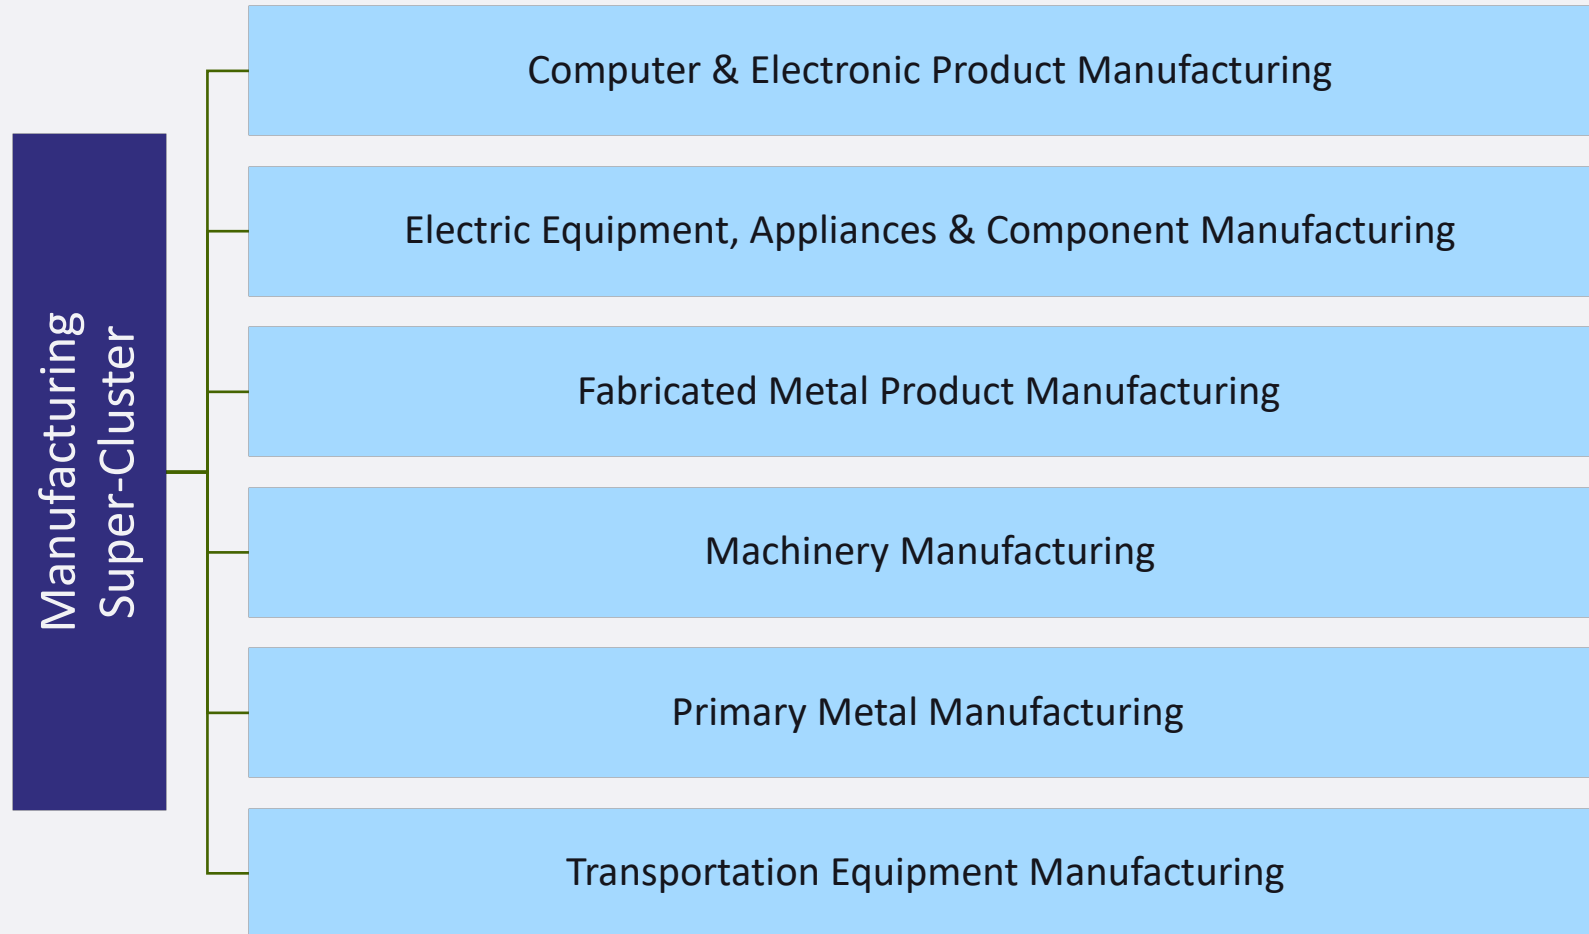 Manufacturing
Super-Cluster
Computer & Electronic Product Manufacturing
Electric Equipment, Appliances & Component Manufacturing
Fabricated Metal Product Manufacturing
Machinery Manufacturing
Primary Metal Manufacturing
Transportation Equipment Manufacturing